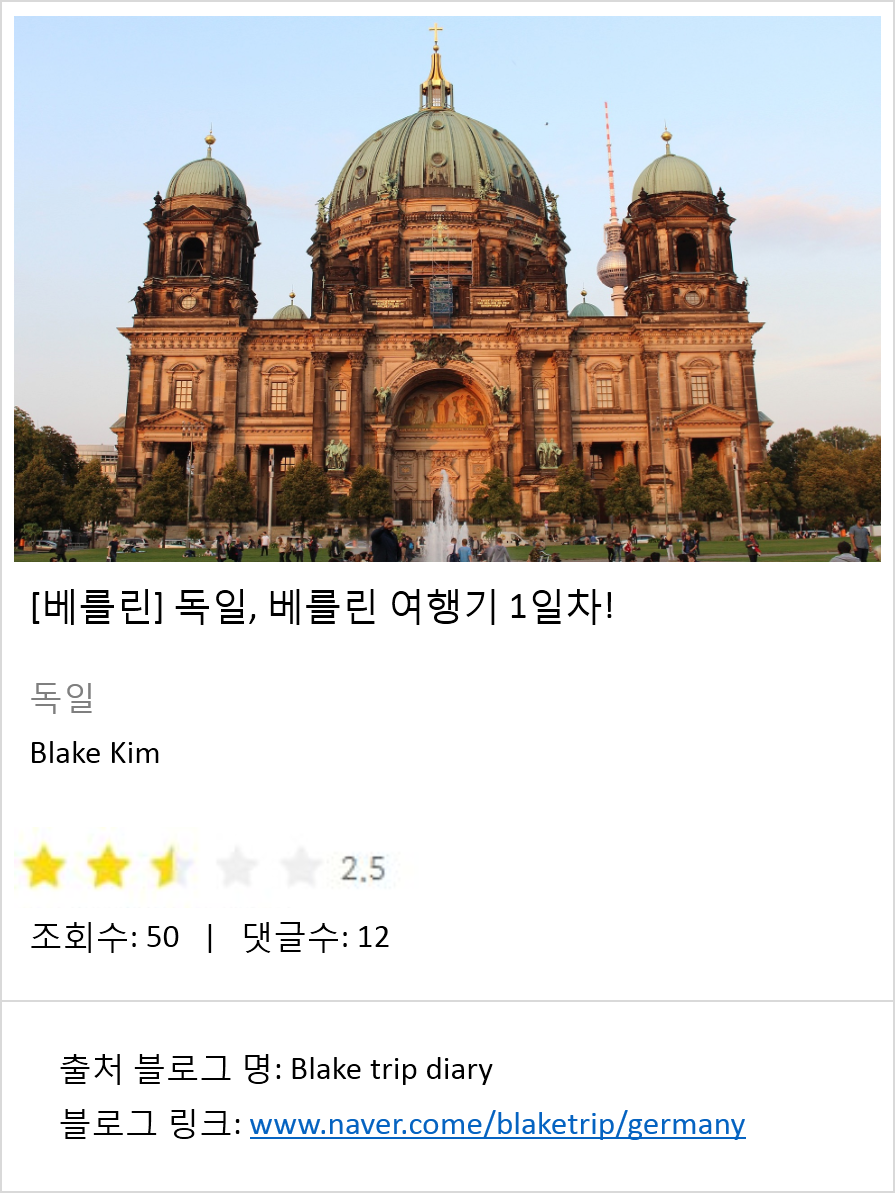 [베를린] 독일, 베를린 여행기 1일차!
독일
Blake Kim
2.5
조회수: 50 | 댓글수: 12
출처 블로그 명: Blake trip diary
블로그 링크: www.naver.come/blaketrip/germany